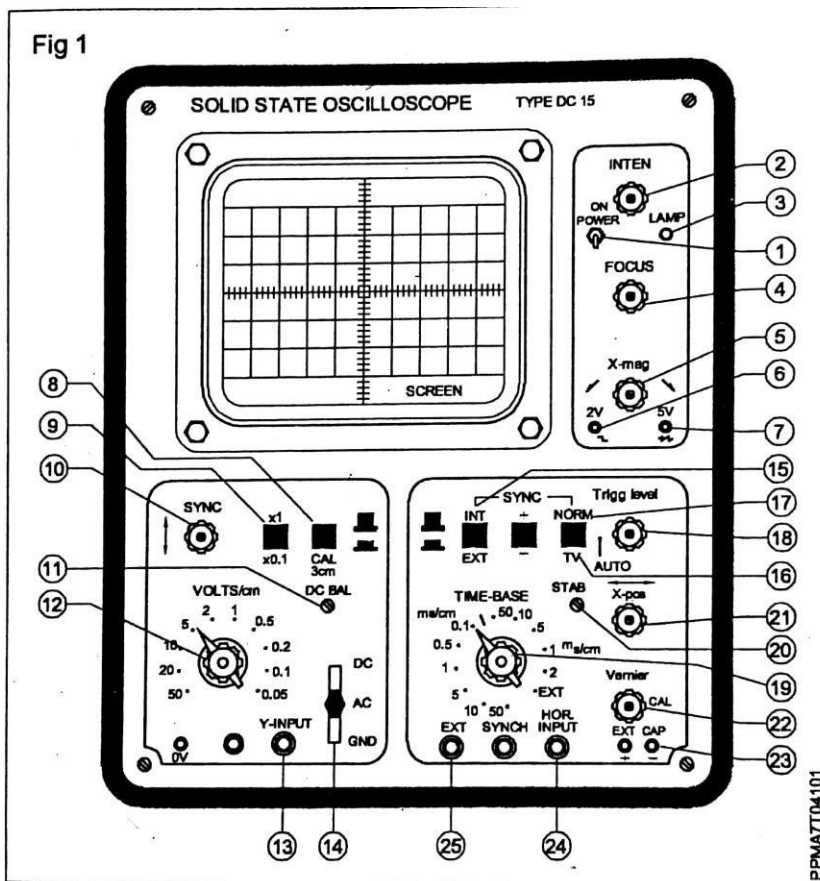 Fig 1
SOLID STATE OSCILLOSCOPE TYPE DC 15
INTEN
ON
POWER
LAMP
FOCUS
X-mag
2V
5V
SCREEN
2
3
1
4
5
6
7
8
9
10
11
12
SYNC
x1
x0.1
CAL
3cm
DC BAL
VOLTS/cm
50
20
10
5
2
1
0.5
0.2
0.1
0.05
DC
AC
GND
0V
Y-INPUT
SYNC
INT
EXT
+
−
NORM
TV
Trigg level
AUTO
X-pos
STAB
TIME-BASE
ms/cm
0.1
50
10
5
0.5
1
ms/cm
1
2
5
EXT
10
50
EXT
SYNCH
HOR.
INPUT
Vernier
CAL
EXT CAP
+ −
15
17
18
16
21
20
19
22
23
13
14
25
24
PPMA7T04101